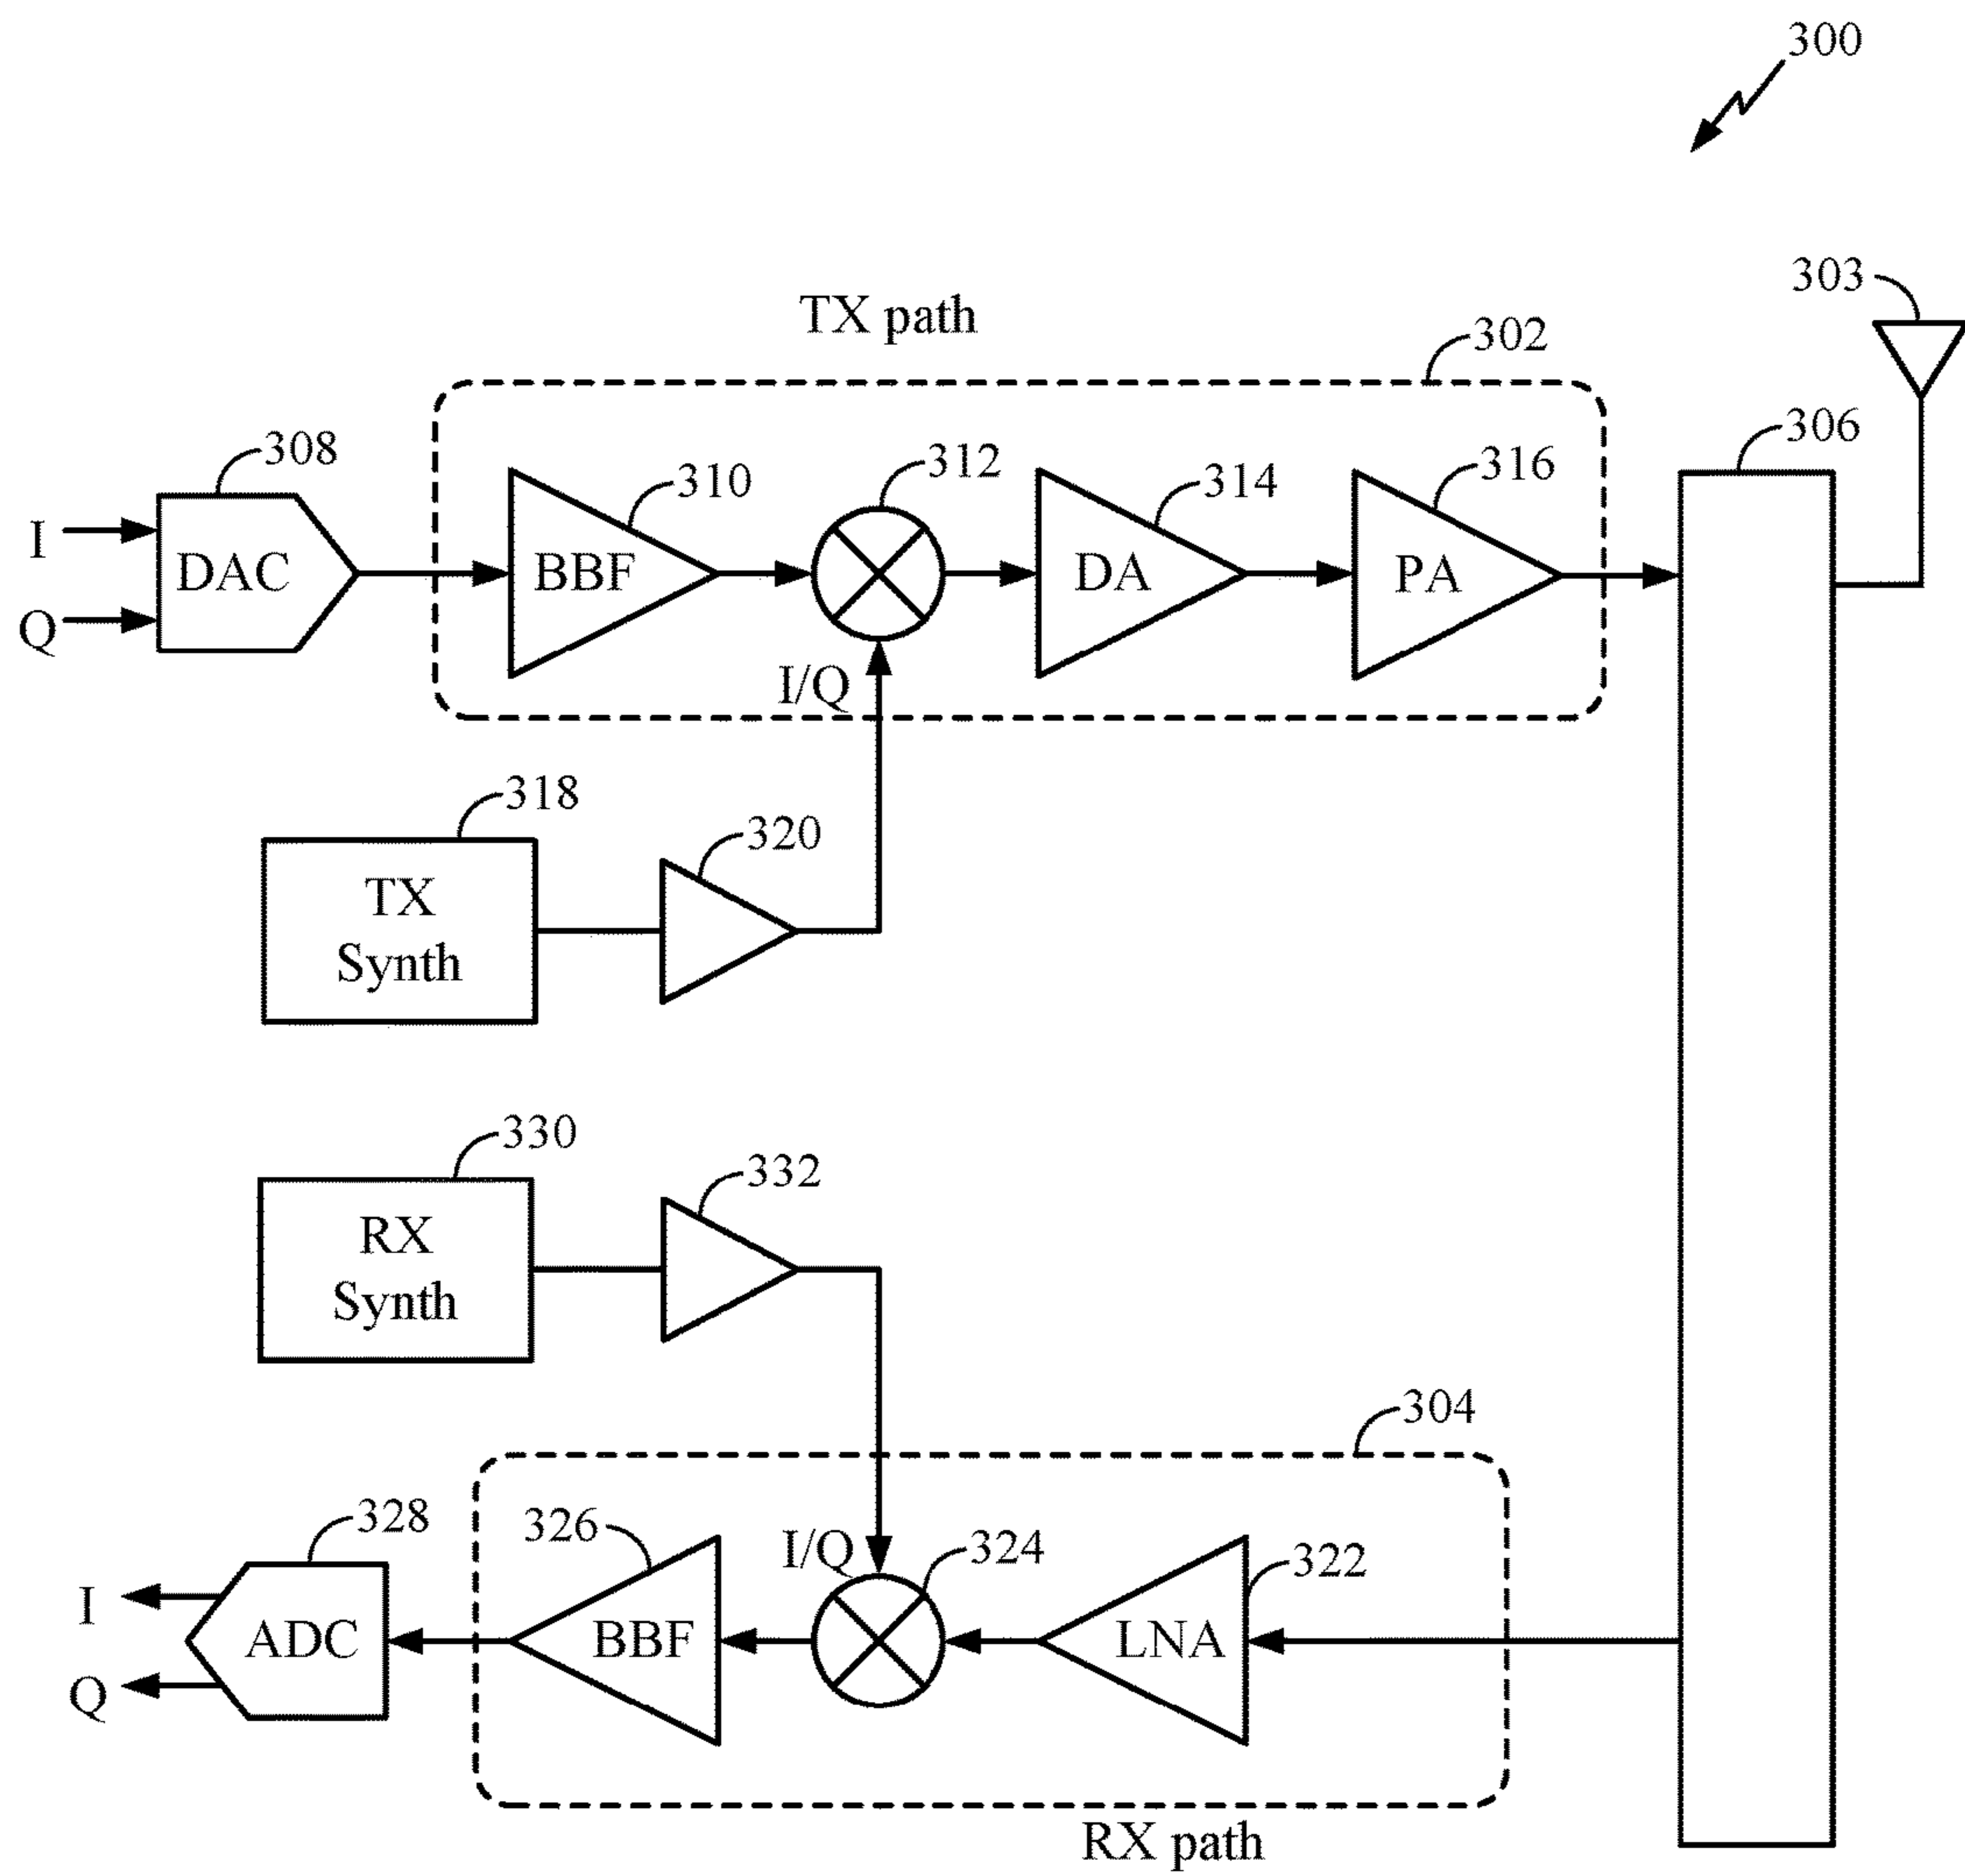 300
303
TX path
302
306
308
310
312
314
316
I
DAC
BBF
DA
PA
Q
I/Q
318
320
TX
Synth
330
332
RX
Synth
304
328
326
I/Q
324
322
I
ADC
BBF
LNA
Q
RX path